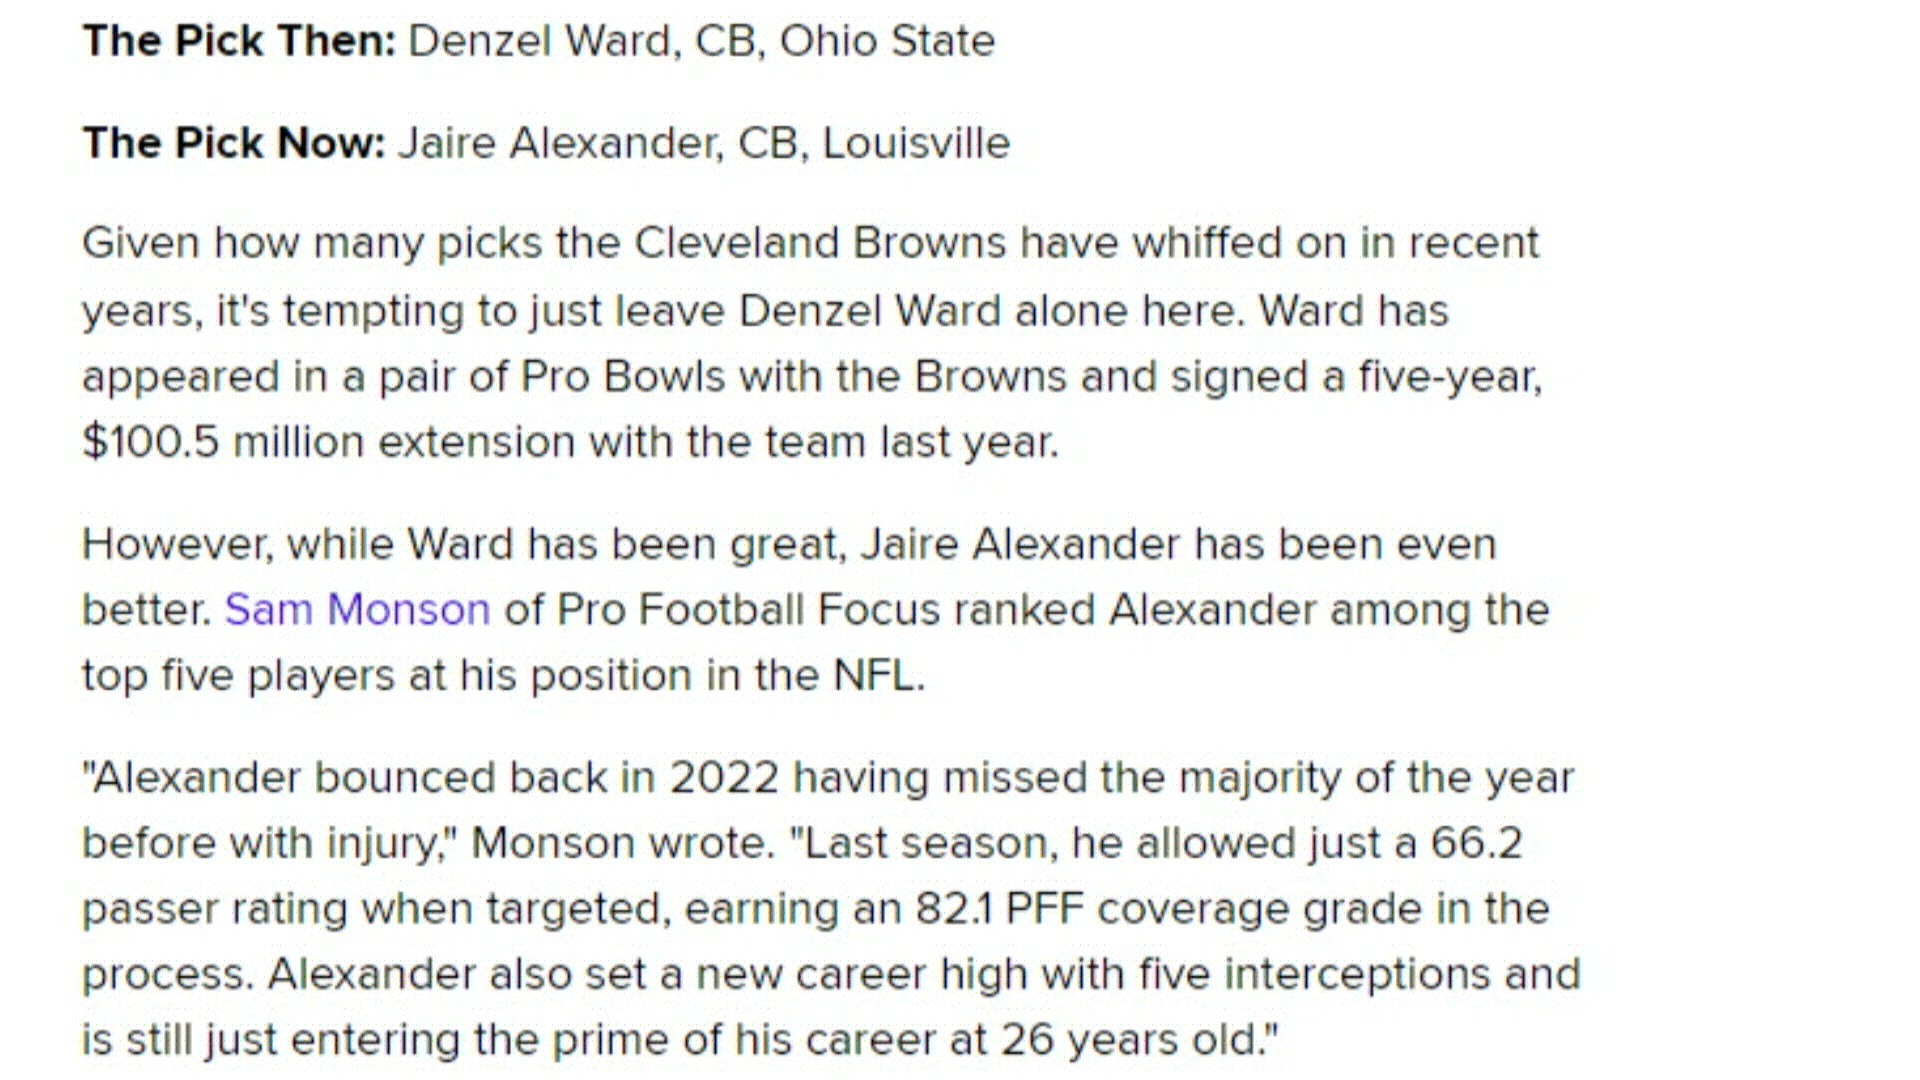 The Pick Then: Denzel Ward, CB, Ohio State
The Pick Now: Jaire Alexander, CB, Louisville
Given how many picks the Cleveland Browns have whiffed on in recent
years, it's tempting to just leave Denzel Ward alone here. Ward has
appeared in a pair of Pro Bowls with the Browns and signed a five-year,
$100.5 million extension with the team last year.
However, while Ward has been great, Jaire Alexander has been even
better. Sam Monson of Pro Football Focus ranked Alexander among the
top five players at his position in the NFL.
"Alexander bounced back in 2022 having missed the majority of the year
before with injury," Monson wrote. "Last season, he allowed just a 66.2
passer rating when targeted, earning an 82.1 PFF coverage grade in the
process. Alexander also set a new career high with five interceptions and
is still just entering the prime of his career at 26 years old."